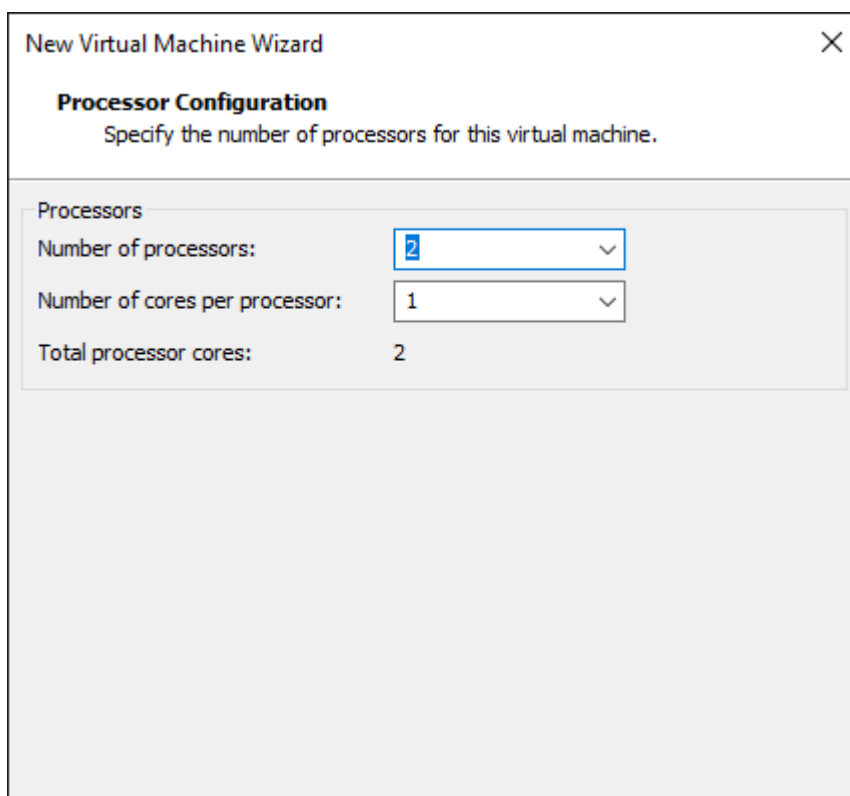 New Virtual Machine Wizard
Processor Configuration
Specify the number of processors for this virtual machine.
Processors
Number of processors: 2
Number of cores per processor: 1
Total processor cores: 2